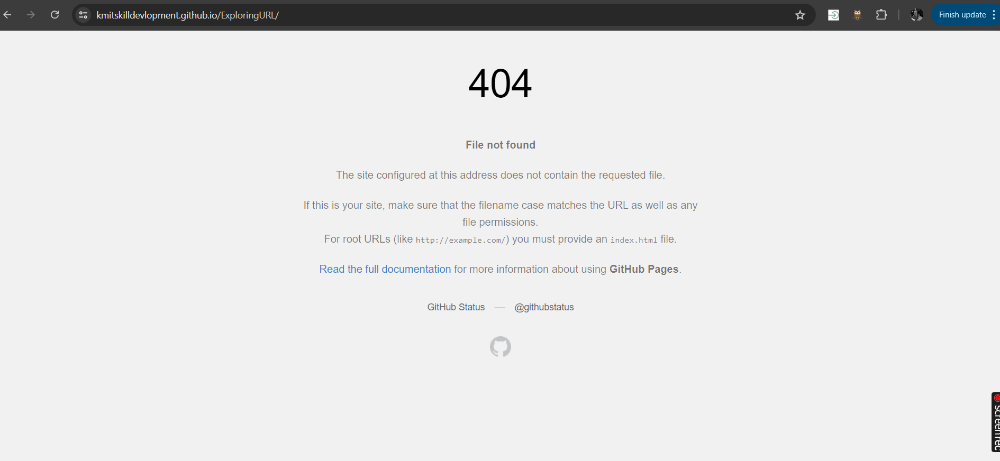 kmitskilldevlopment.github.io/ExploringURL/
Finish update
404
File not found
The site configured at this address does not contain the requested file.
If this is your site, make sure that the filename case matches the URL as well as any
file permissions.
For root URLs (like http://example.com/) you must provide an index.html file.
Read the full documentation for more information about using GitHub Pages.
GitHub Status — @githubstatus
screenrec